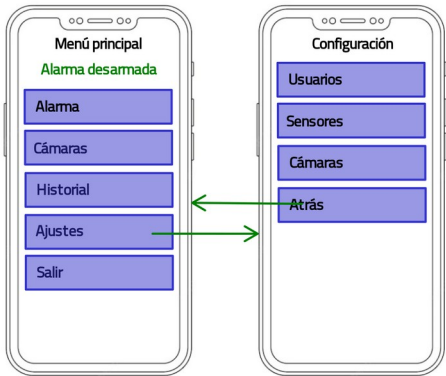 Menú principal
Alarma desarmada
Alarma
Cámaras
Historial
Ajustes
Salir
Configuración
Usuarios
Sensores
Cámaras
Atrás